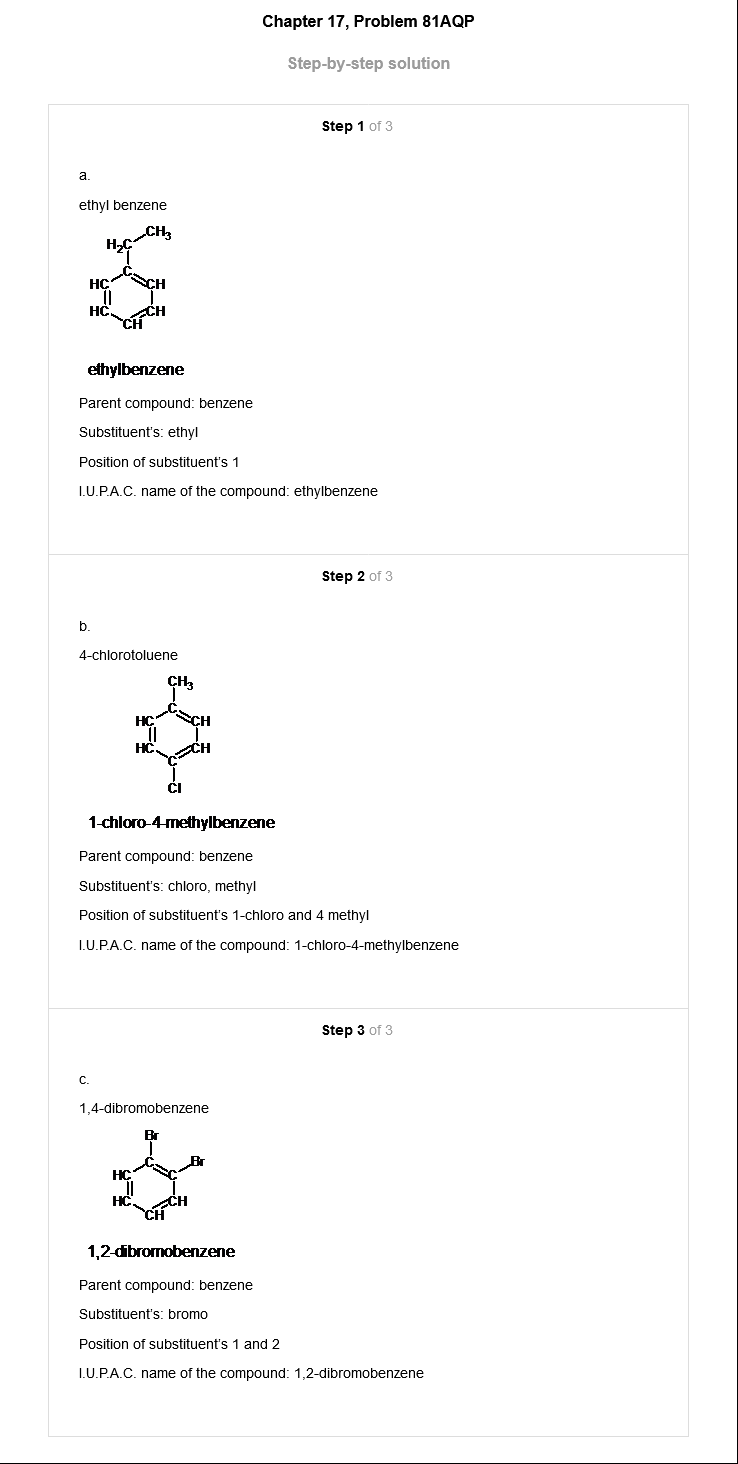 Chapter 17, Problem 81AQP
Step-by-step solution
Step 1 of 3
a.
ethyl benzene
CH3
H2C
C
HC CH
HC CH
CH
ethylbenzene
Parent compound: benzene
Substituent's: ethyl
Position of substituent's 1
I.U.P.A.C. name of the compound: ethylbenzene
Step 2 of 3
b.
4-chlorotoluene
CH3
C
HC CH
HC CH
C
Cl
1-chloro-4-methylbenzene
Parent compound: benzene
Substituent's: chloro, methyl
Position of substituent's 1-chloro and 4 methyl
I.U.P.A.C. name of the compound: 1-chloro-4-methylbenzene
Step 3 of 3
c.
1,4-dibromobenzene
Br
C Br
HC C
HC CH
CH
1,2-dibromobenzene
Parent compound: benzene
Substituent's: bromo
Position of substituent's 1 and 2
I.U.P.A.C. name of the compound: 1,2-dibromobenzene